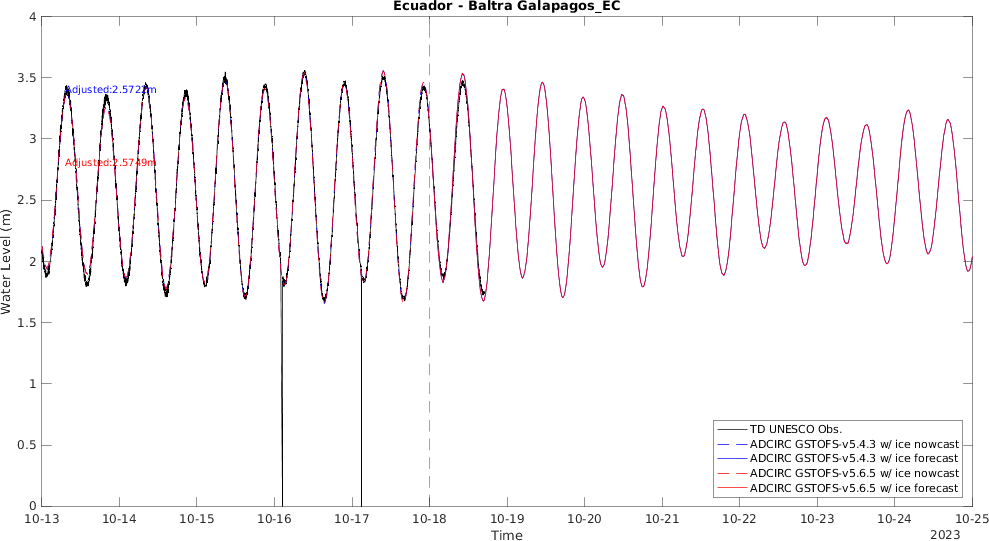 Ecuador - Baltra Galapagos_EC
Water Level (m)
4
3.5
3
2.5
2
1.5
1
0.5
0
Adjusted:2.5722m
Adjusted:2.5749m
TD UNESCO Obs.
ADCIRC GSTOFS-v5.4.3 w/ ice nowcast
ADCIRC GSTOFS-v5.4.3 w/ ice forecast
ADCIRC GSTOFS-v5.6.5 w/ ice nowcast
ADCIRC GSTOFS-v5.6.5 w/ ice forecast
10-13 10-14 10-15 10-16 10-17 10-18 10-19 10-20 10-21 10-22 10-23 10-24 10-25
Time
2023